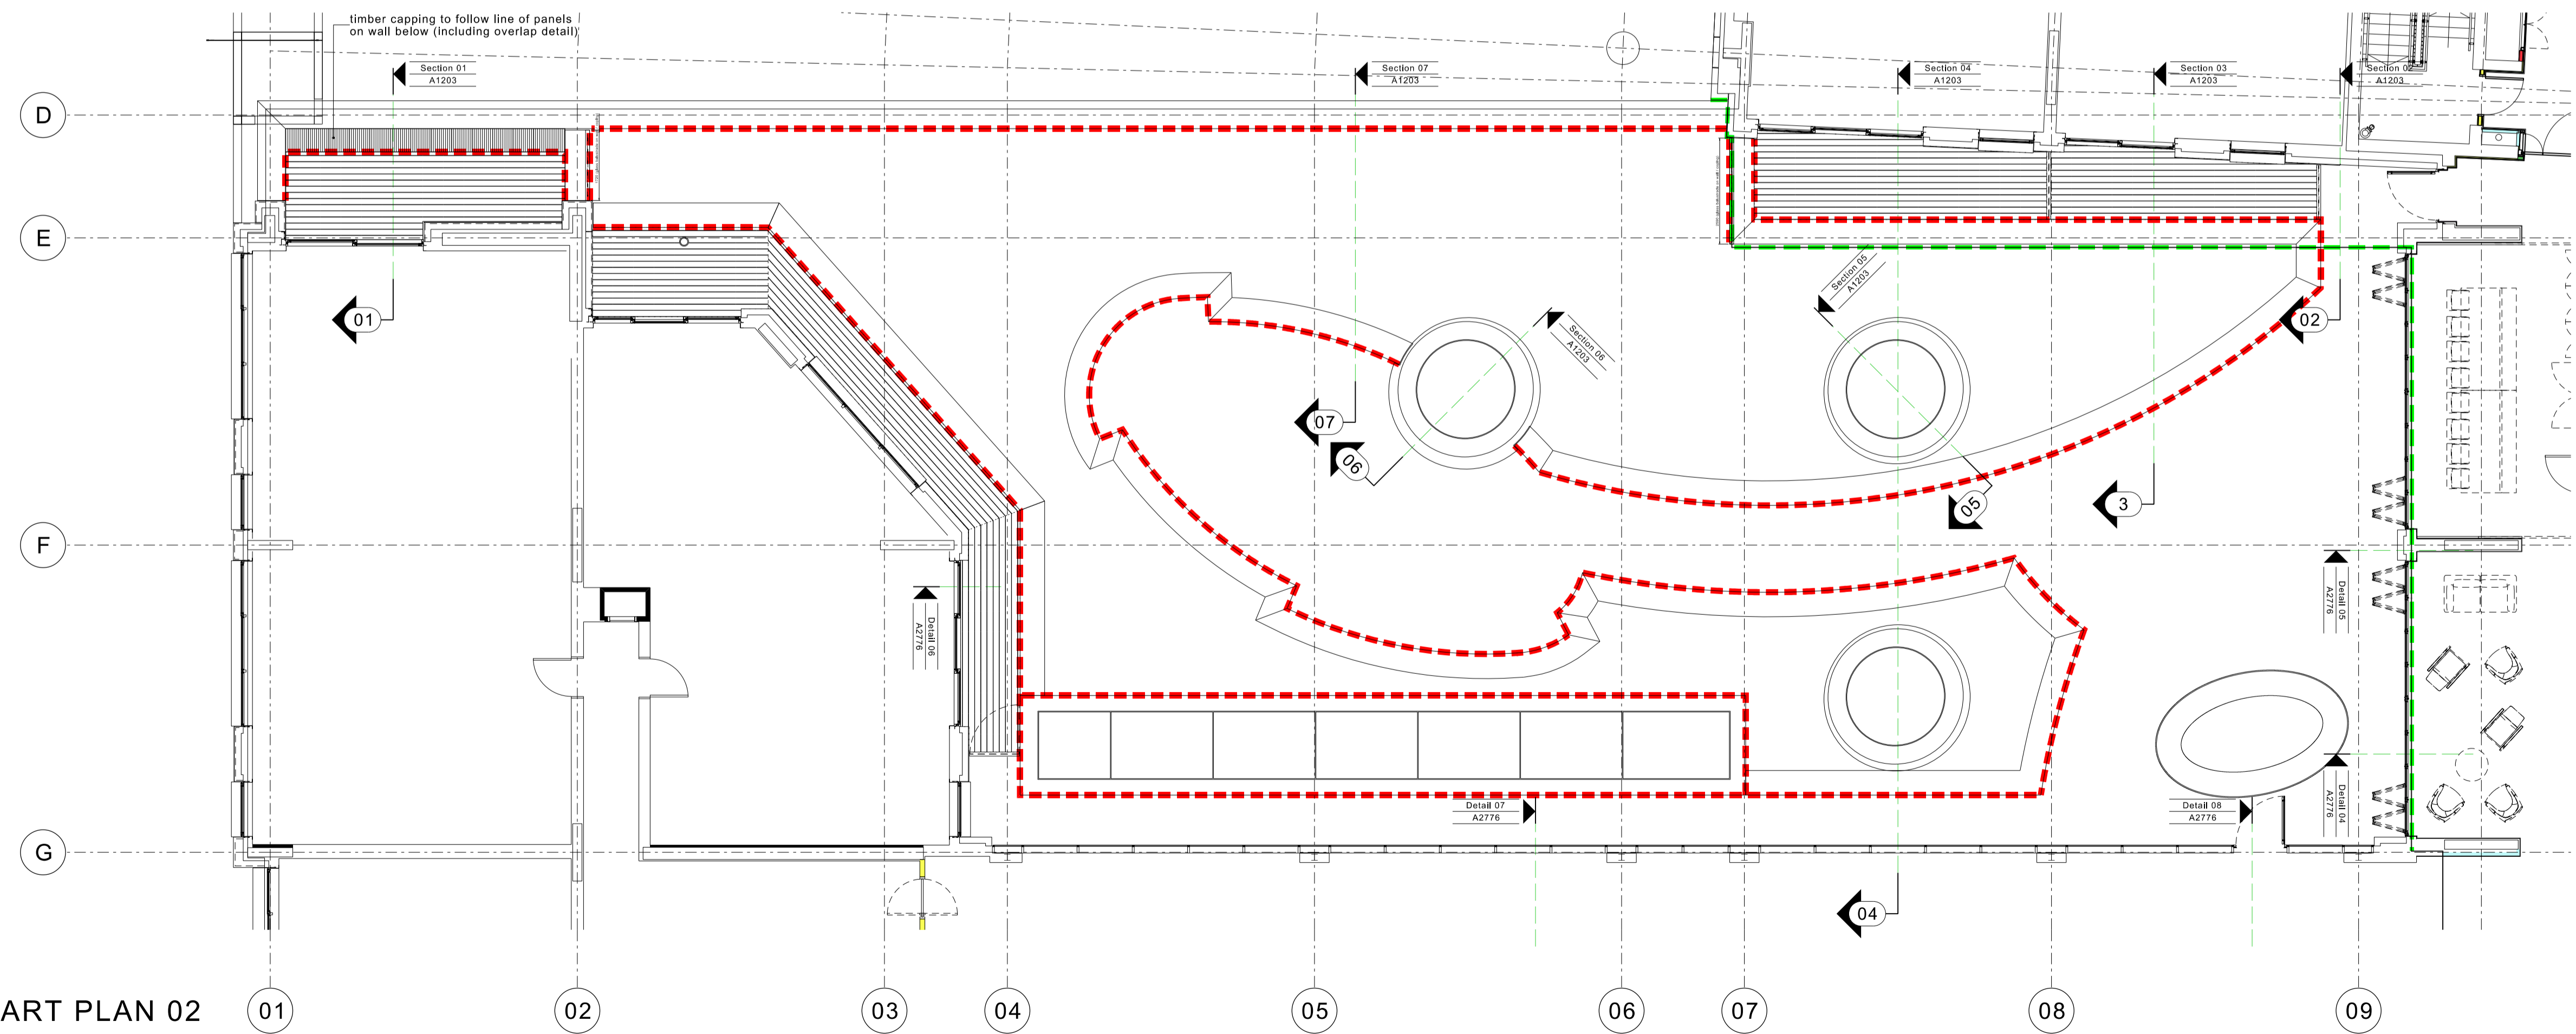 timber capping to follow line of panels
on wall below (including overlap detail)
Section 01
A1203
Section 07
A1203
Section 04
A1203
Section 03
A1203
Section 02
A1203
D
E
Section 05
A1203
01
02
Section 06
A1203
07
06
05
3
F
Detail 06
A2776
Detail 05
A2776
Detail 07
A2776
Detail 08
A2776
Detail 04
A2776
G
04
ART PLAN 02
01
02
03
04
05
06
07
08
09